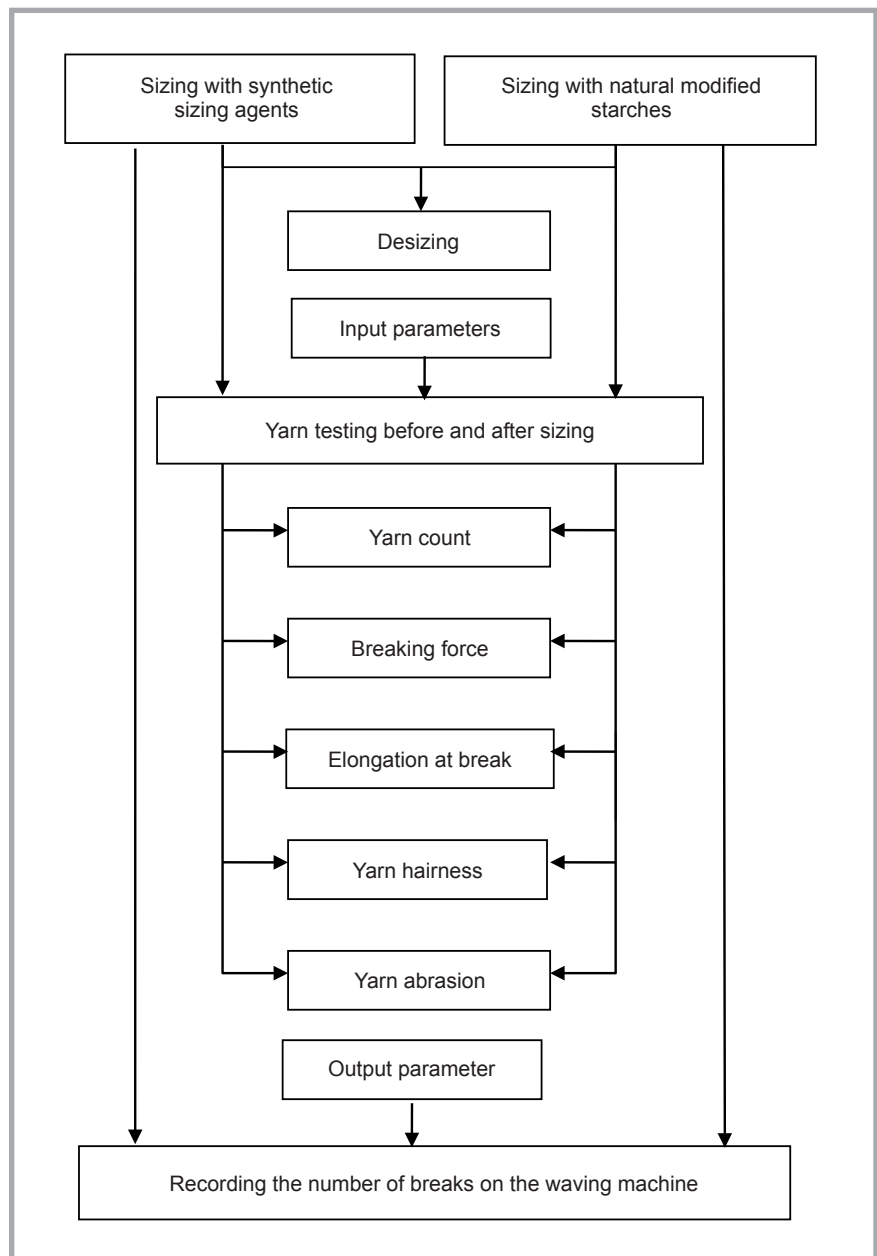 Sizing with synthetic
sizing agents
Sizing with natural modified
starches
Desizing
Input parameters
Yarn testing before and after sizing
Yarn count
Breaking force
Elongation at break
Yarn hairness
Yarn abrasion
Output parameter
Recording the number of breaks on the waving machine